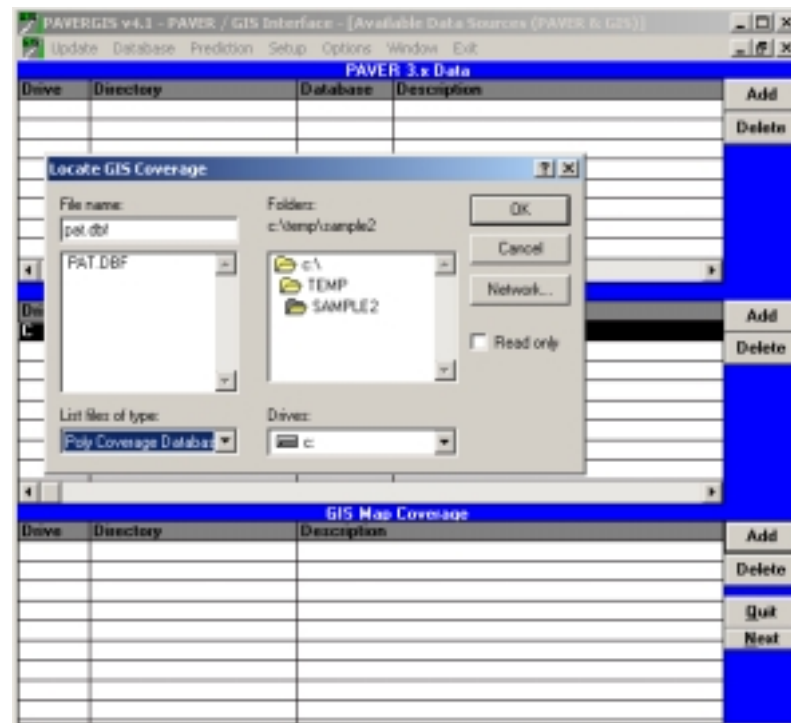 PAVERGIS v4.1 - PAVER / GIS Interface - [Available Data Sources (PAVER & GIS)]
Update Database Prediction Setup Options Window Exit
PAVER 3.x Data
Drive Directory Database Description
Add
Delete
Locate GIS Coverage
File name:
pat.dbf
PAT.DBF
List files of type:
Poly Coverage Databas
Folders:
c:\temp\sample2
c:\
TEMP
SAMPLE2
Drives:
c:
OK
Cancel
Network...
Read only
Dri
C
Add
Delete
GIS Map Coverage
Drive Directory Description
Add
Delete
Quit
Next